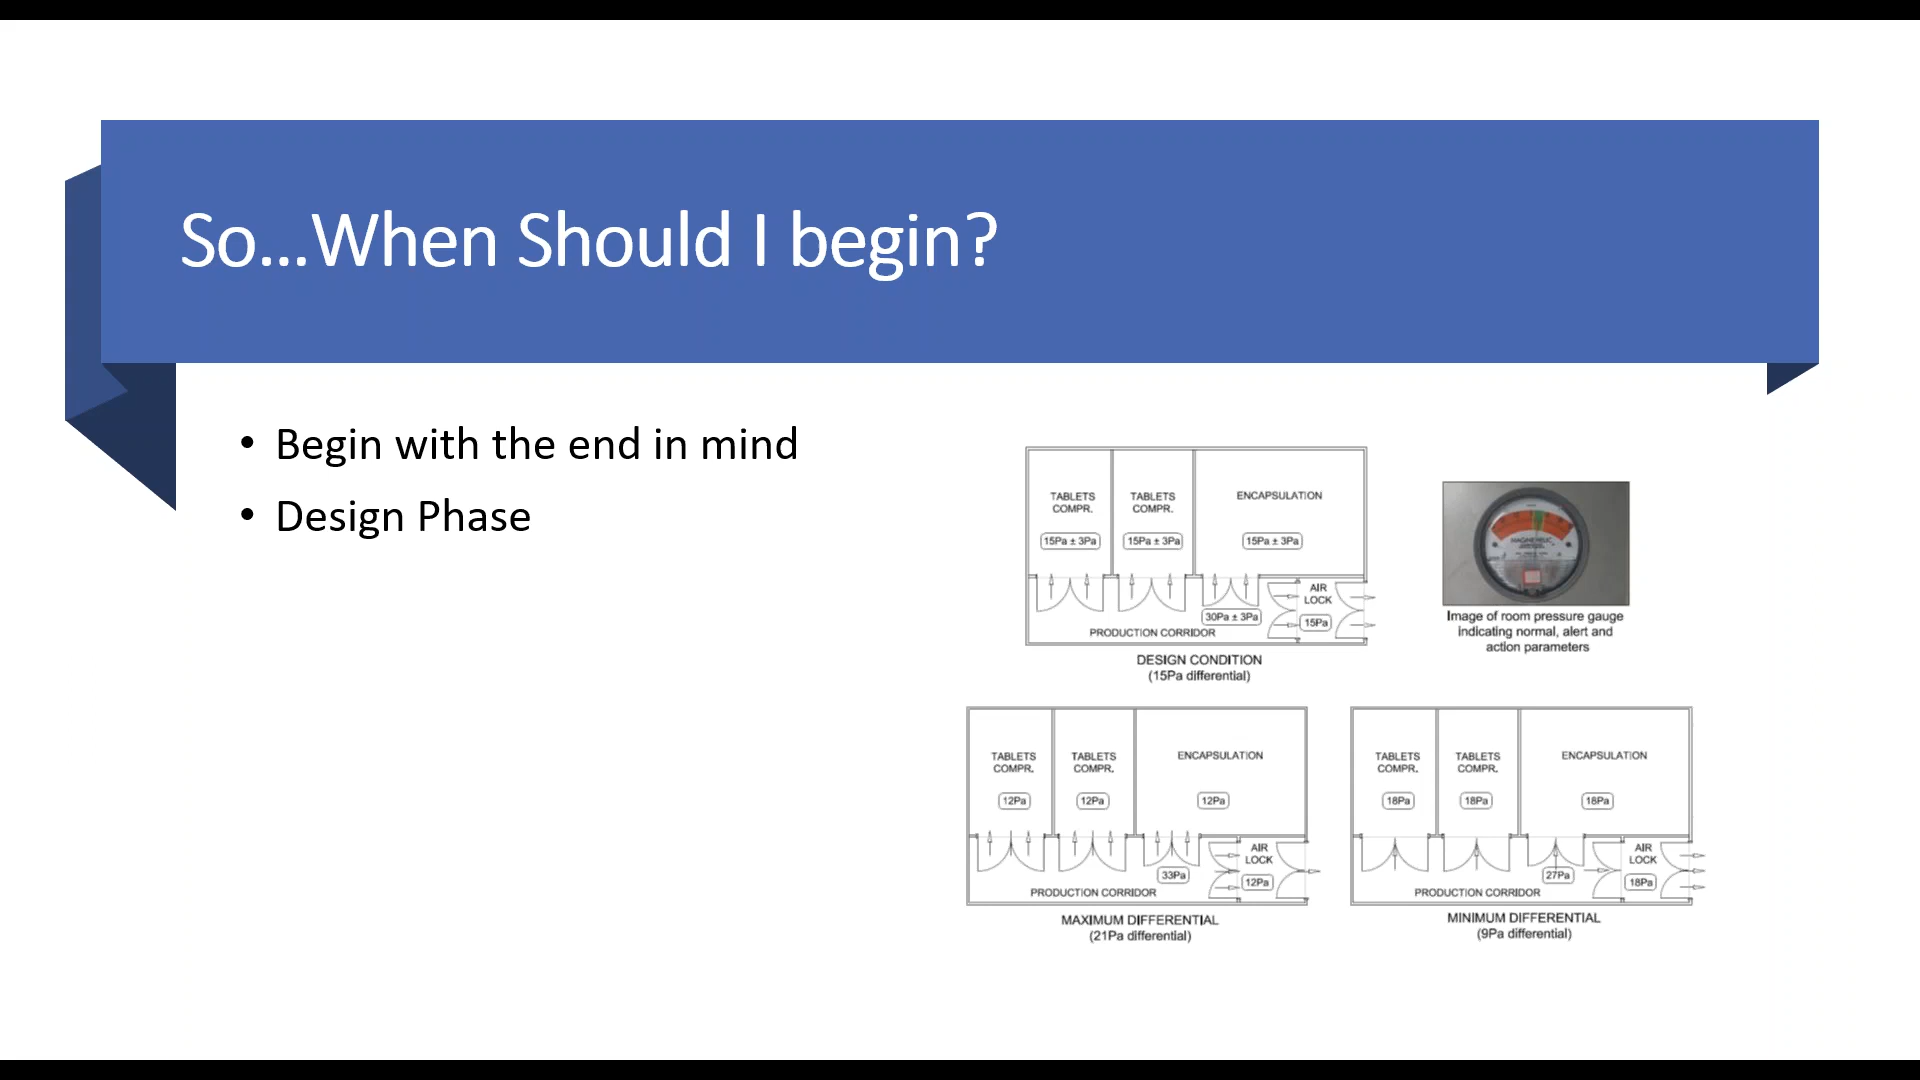 So...When Should I begin?
• Begin with the end in mind
• Design Phase
TABLETS
COMPR.
15Pa ± 3Pa
TABLETS
COMPR.
15Pa ± 3Pa
ENCAPSULATION
15Pa ± 3Pa
AIR
LOCK
15Pa
30Pa ± 3Pa
PRODUCTION CORRIDOR
DESIGN CONDITION
(15Pa differential)
MAGNEHELIC
Image of room pressure gauge
indicating normal, alert and
action parameters
TABLETS
COMPR.
12Pa
TABLETS
COMPR.
12Pa
ENCAPSULATION
12Pa
AIR
LOCK
12Pa
33Pa
PRODUCTION CORRIDOR
MAXIMUM DIFFERENTIAL
(21Pa differential)
TABLETS
COMPR.
18Pa
TABLETS
COMPR.
18Pa
ENCAPSULATION
18Pa
AIR
LOCK
18Pa
27Pa
PRODUCTION CORRIDOR
MINIMUM DIFFERENTIAL
(9Pa differential)